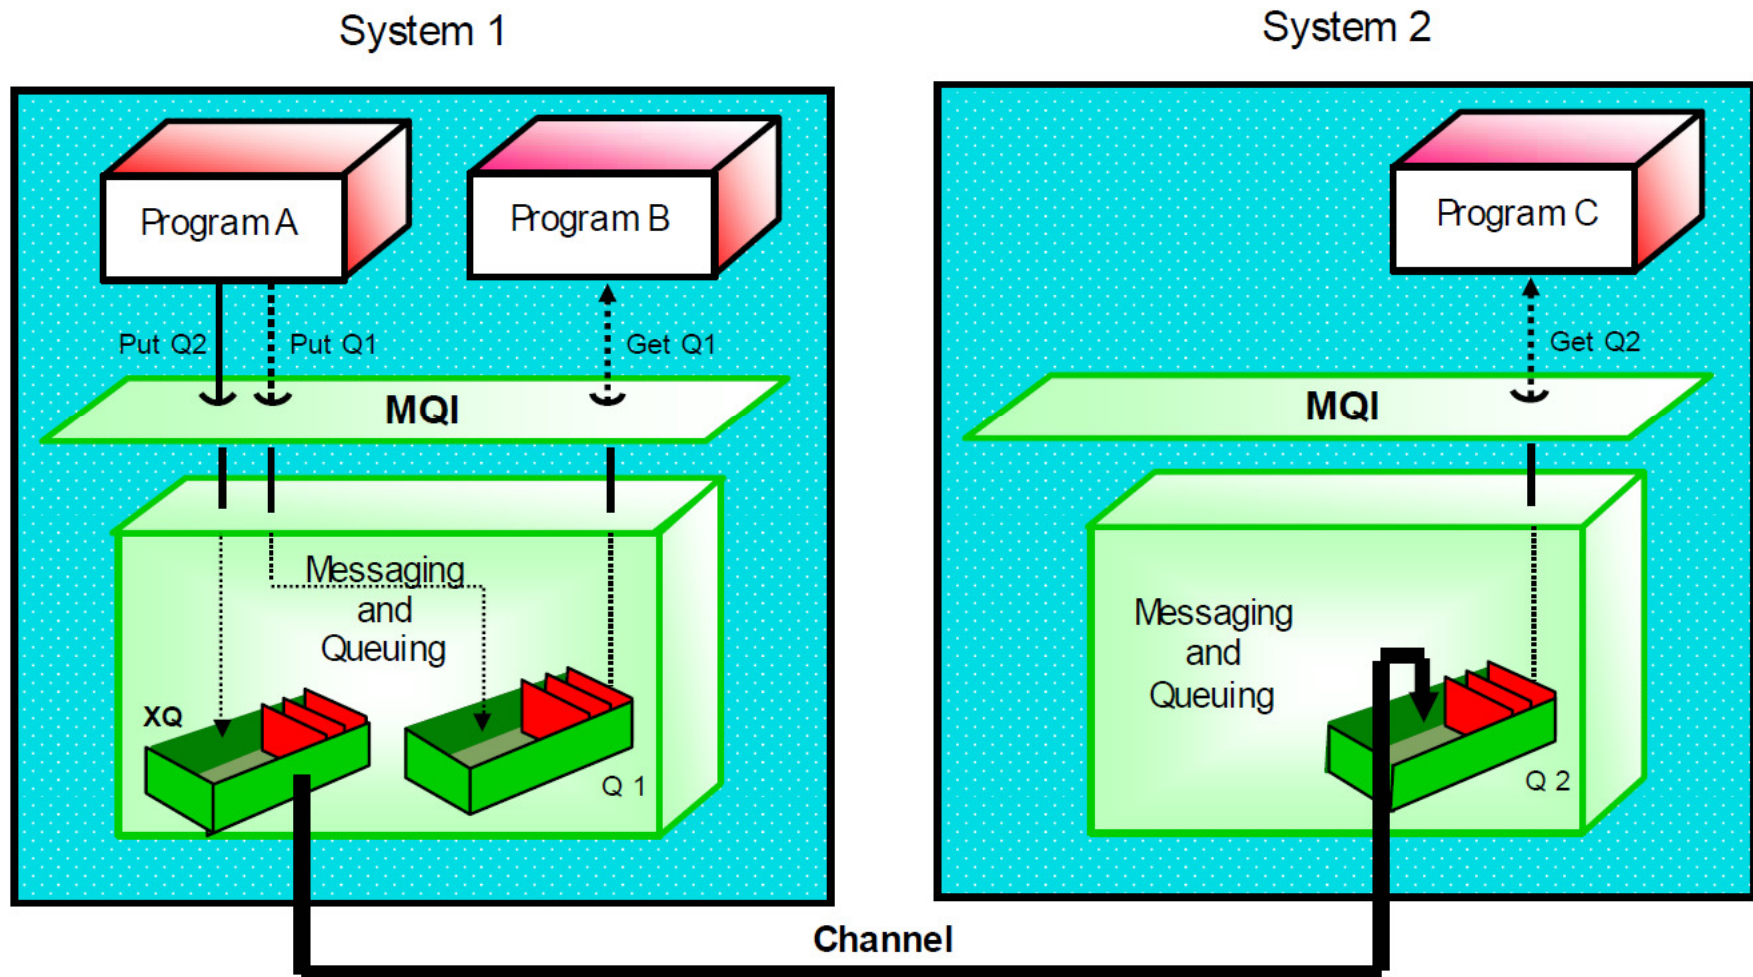 System 1
System 2
Program A
Program B
Program C
Put Q2
Put Q1
Get Q1
Get Q2
MQI
MQI
Messaging
and
Queuing
Messaging
and
Queuing
XQ
Q 1
Q 2
Channel